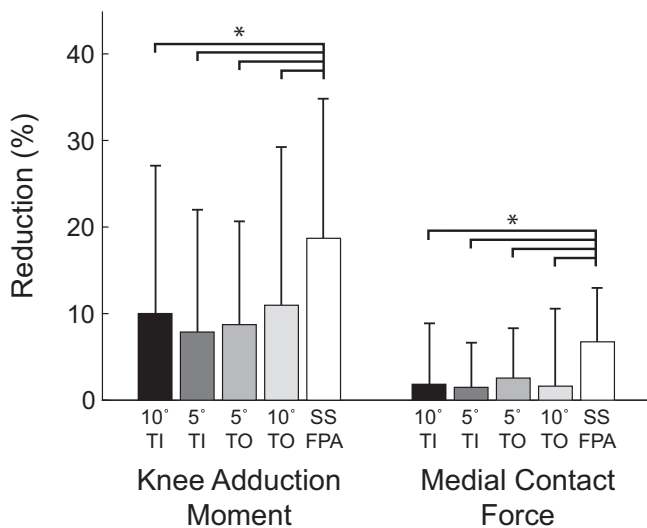 Reduction (%)
40
30
20
10
0
*
*
10° 5° 5° 10° SS
TI TI TO TO FPA
Knee Adduction
Moment
10° 5° 5° 10° SS
TI TI TO TO FPA
Medial Contact
Force